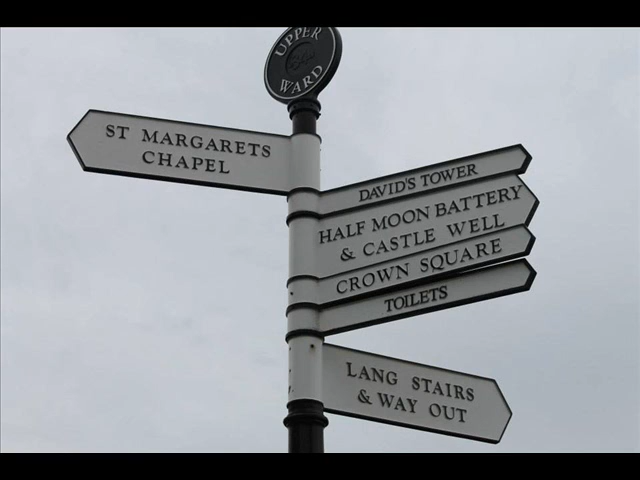 UPPER
WARD
ST MARGARETS
CHAPEL
DAVID'S TOWER
HALF MOON BATTERY
& CASTLE WELL
CROWN SQUARE
TOILETS
LANG STAIRS
& WAY OUT